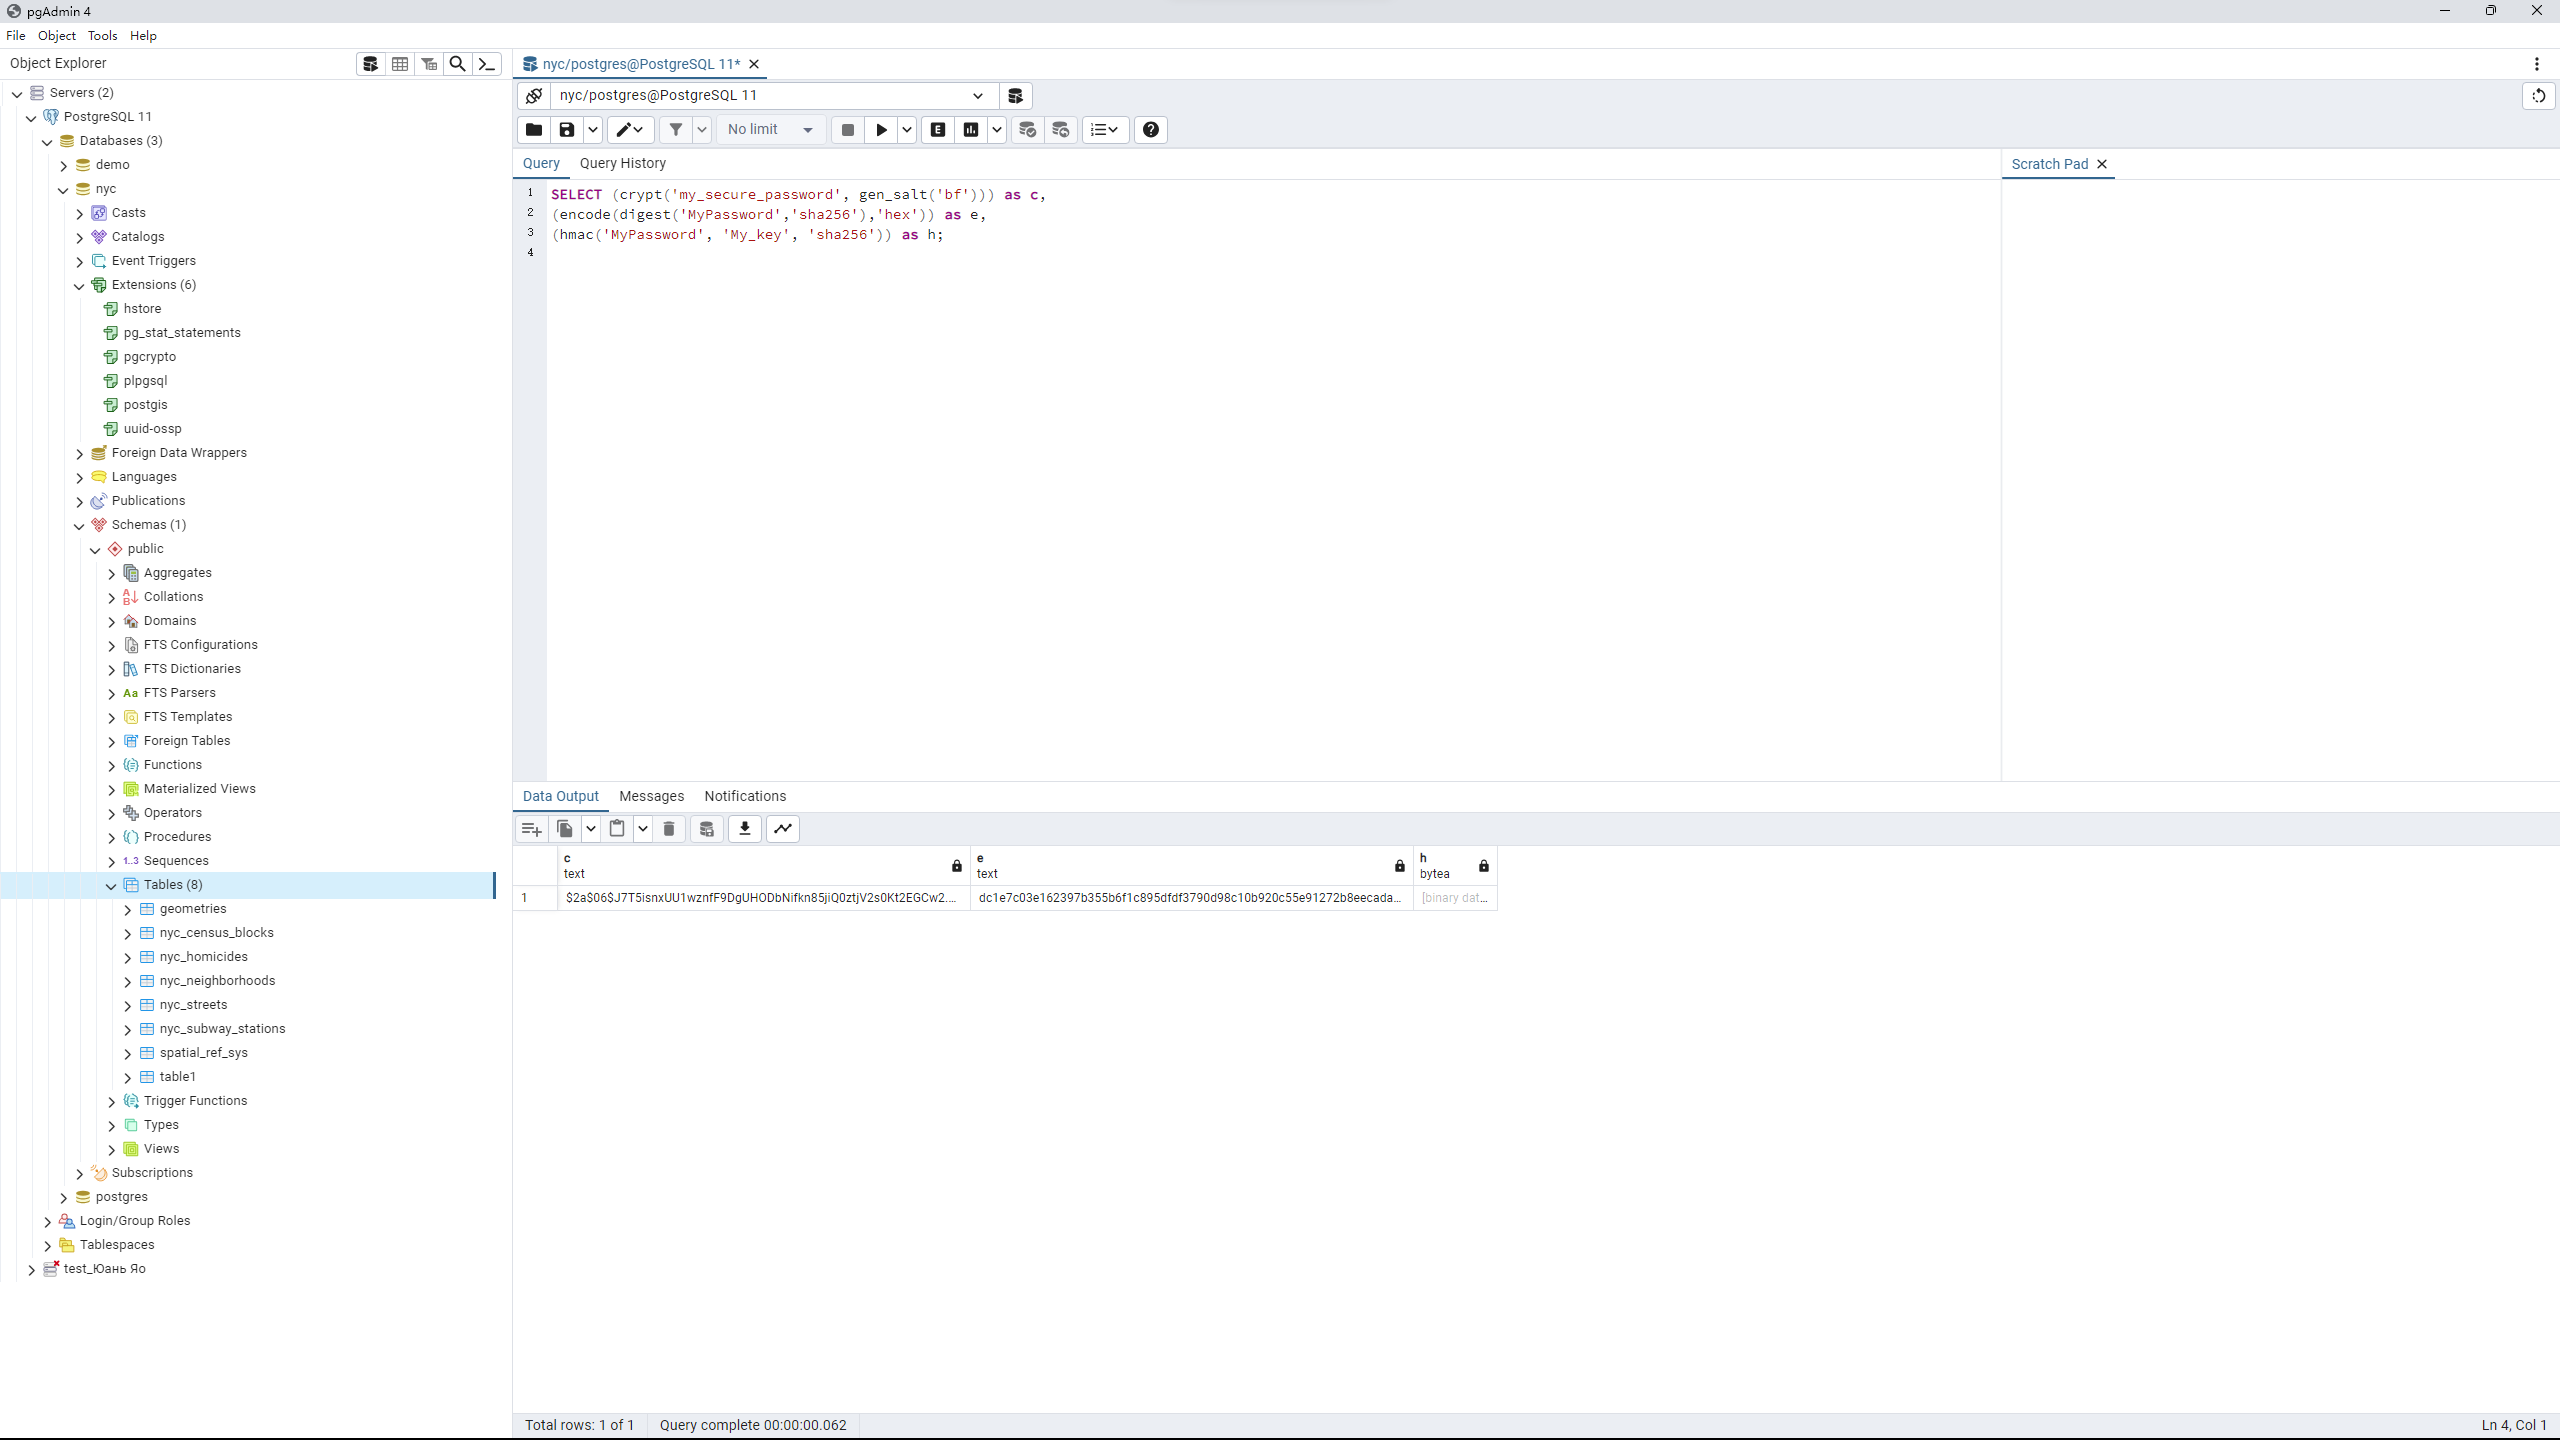 pgAdmin 4
File Object Tools Help
Object Explorer
Servers (2)
PostgreSQL 11
Databases (3)
demo
nyc
Casts
Catalogs
Event Triggers
Extensions (6)
hstore
pg_stat_statements
pgcrypto
plpgsql
postgis
uuid-ossp
Foreign Data Wrappers
Languages
Publications
Schemas (1)
public
Aggregates
Collations
Domains
FTS Configurations
FTS Dictionaries
Aa FTS Parsers
FTS Templates
Foreign Tables
Functions
Materialized Views
Operators
Procedures
1..3 Sequences
Tables (8)
geometries
nyc_census_blocks
nyc_homicides
nyc_neighborhoods
nyc_streets
nyc_subway_stations
spatial_ref_sys
table1
Trigger Functions
Types
Views
Subscriptions
postgres
Login/Group Roles
Tablespaces
test_Юань Яо
nyc/postgres@PostgreSQL 11*
nyc/postgres@PostgreSQL 11
No limit
E
Query Query History
Scratch Pad
1 SELECT (crypt('my_secure_password', gen_salt('bf'))) as c,
2 (encode(digest('MyPassword','sha256'),'hex')) as e,
3 (hmac('MyPassword', 'My_key', 'sha256')) as h;
4
Data Output Messages Notifications
c e h
text text bytea
1 $2a$06$J7T5isnxUU1wznfF9DgUHODbNifkn85jiQ0ztjV2s0Kt2EGCw2.... dc1e7c03e162397b355b6f1c895dfdf3790d98c10b920c55e91272b8eecada... [binary dat...
Total rows: 1 of 1 Query complete 00:00:00.062 Ln 4, Col 1